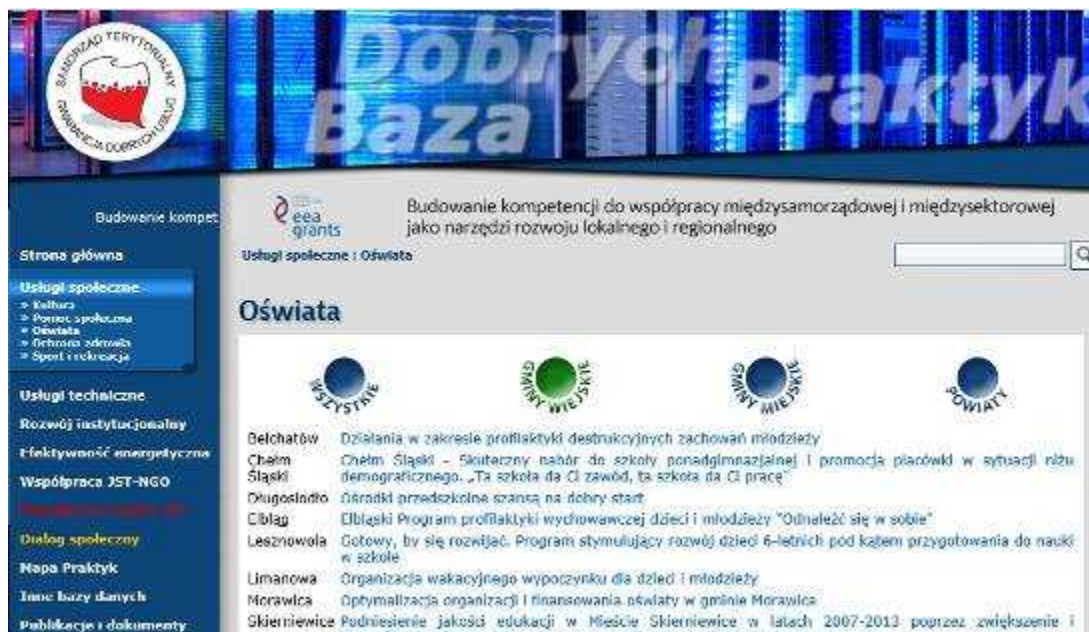 SAMORZĄD TERYTORIALNY
GWARANCJA DOBRYCH USŁUG
Dobrych
Baza Praktyk
Budowanie kompet
eea
grants
Budowanie kompetencji do współpracy międzysamorządowej i międzysektorowej
jako narzędzi rozwoju lokalnego i regionalnego
Strona główna
Usługi społeczne : Oświata
Usługi społeczne
» Kultura
» Pomoc społeczna
» Oświata
» Ochrona zdrowia
» Sport i rekreacja
Usługi techniczne
Rozwój instytucjonalny
Efektywność energetyczna
Współpraca JST-NGO
Dialog społeczny
Mapa Praktyk
Inne bazy danych
Publikacje i dokumenty
Oświata
WSZYSTKIE
GMINY WIEJSKIE
GMINY MIEJSKIE
POWIATY
Bełchatów Działania w zakresie profilaktyki destrukcyjnych zachowań młodzieży
Chełm Chełm Śląski - Skuteczny nabór do szkoły ponadgimnazjalnej i promocja placówki w sytuacji niżu
Śląski demograficznego. „Ta szkoła da Ci zawód, ta szkoła da Ci pracę"
Długosiodło Ośrodki przedszkolne szansą na dobry start
Elbląg Elbląski Program profilaktyki wychowawczej dzieci i młodzieży "Odnaleźć się w sobie"
Lesznowola Gotowy, by się rozwijać. Program stymulujący rozwój dzieci 6-letnich pod kątem przygotowania do nauki
w szkole
Limanowa Organizacja wakacyjnego wypoczynku dla dzieci i młodzieży
Morawica Optymalizacja organizacji i finansowania oświaty w gminie Morawica
Skierniewice Podniesienie jakości edukacji w Mieście Skierniewice w latach 2007-2013 poprzez zwiększenie i